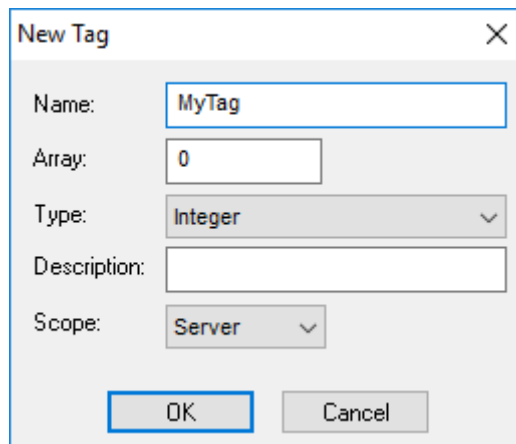 New Tag
Name: MyTag
Array: 0
Type: Integer
Description:
Scope: Server
OK Cancel